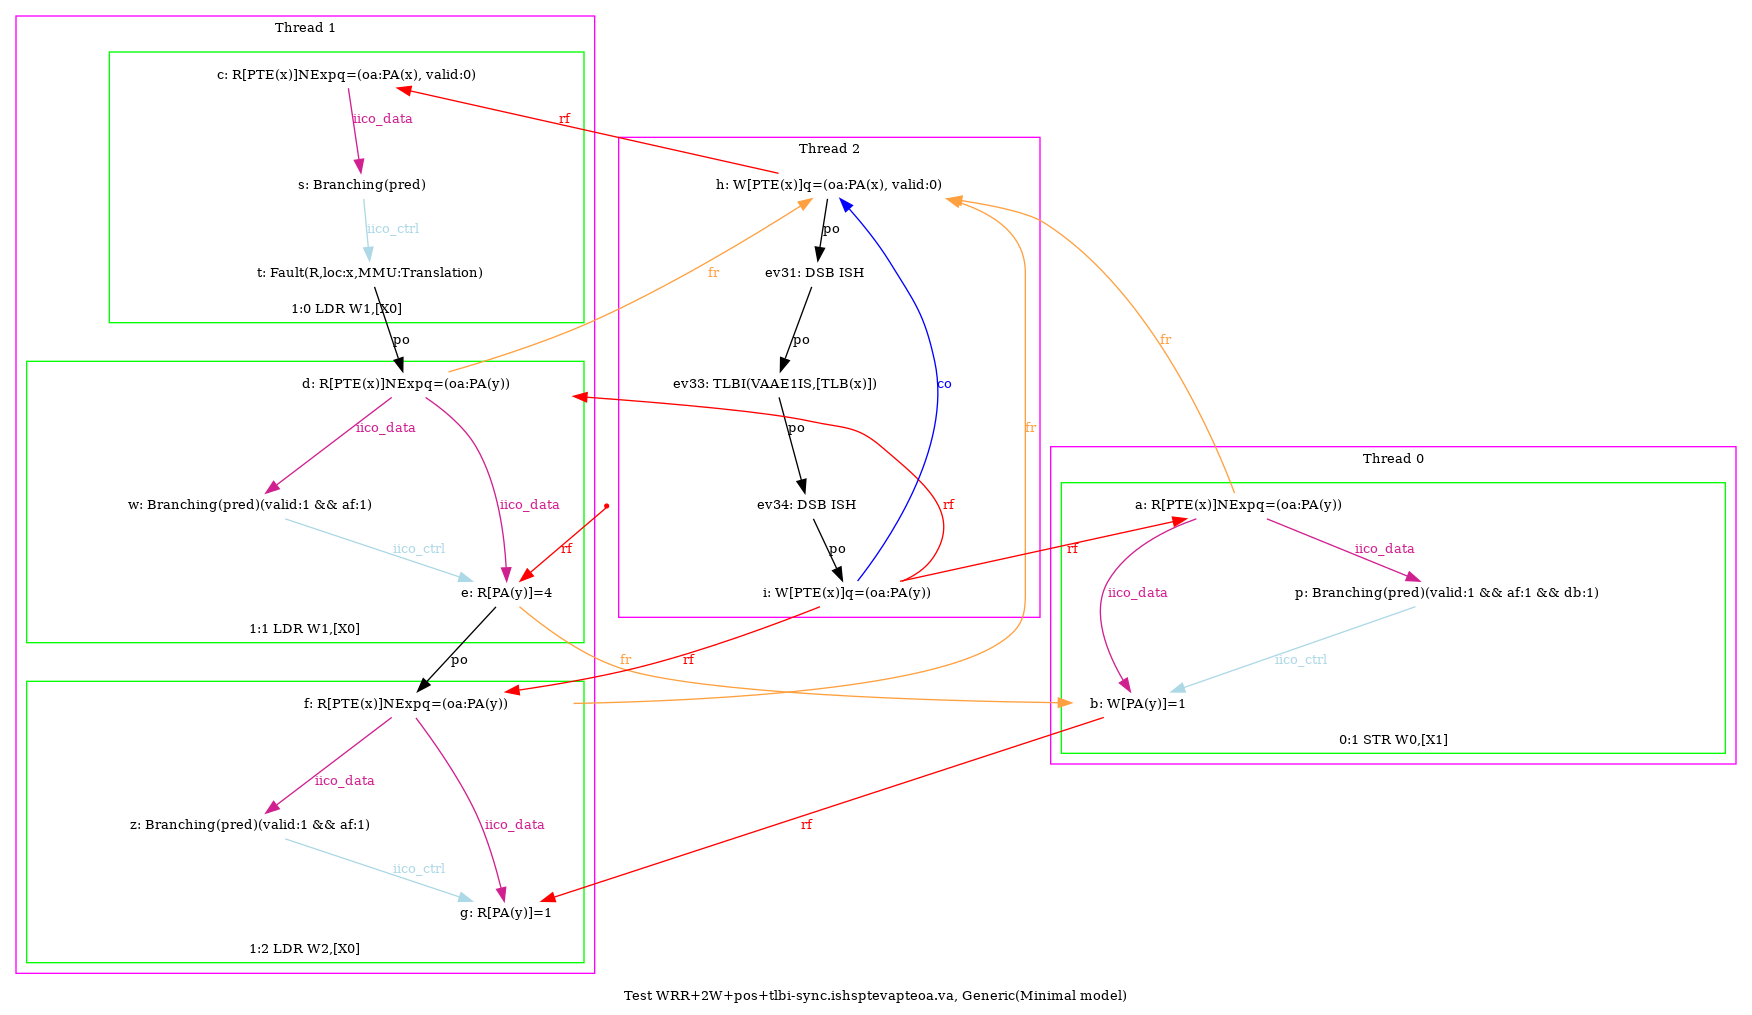 Thread 1
c: R[PTE(x)]NExpq=(oa:PA(x), valid:0)
iico_data
rf
s: Branching(pred)
iico_ctrl
t: Fault(R,loc:x,MMU:Translation)
1:0 LDR W1,[X0]
po
d: R[PTE(x)]NExpq=(oa:PA(y))
fr
iico_data
iico_data
w: Branching(pred)(valid:1 && af:1)
iico_ctrl
rf
e: R[PA(y)]=4
1:1 LDR W1,[X0]
po
fr
rf
f: R[PTE(x)]NExpq=(oa:PA(y))
iico_data
iico_data
z: Branching(pred)(valid:1 && af:1)
iico_ctrl
g: R[PA(y)]=1
1:2 LDR W2,[X0]
Thread 2
h: W[PTE(x)]q=(oa:PA(x), valid:0)
po
ev31: DSB ISH
po
ev33: TLBI(VAAE1IS,[TLB(x)])
co
po
fr
ev34: DSB ISH
rf
po
i: W[PTE(x)]q=(oa:PA(y))
fr
rf
Thread 0
a: R[PTE(x)]NExpq=(oa:PA(y))
iico_data
iico_data
p: Branching(pred)(valid:1 && af:1 && db:1)
iico_ctrl
b: W[PA(y)]=1
0:1 STR W0,[X1]
rf
Test WRR+2W+pos+tlbi-sync.ishsptevapteoa.va, Generic(Minimal model)